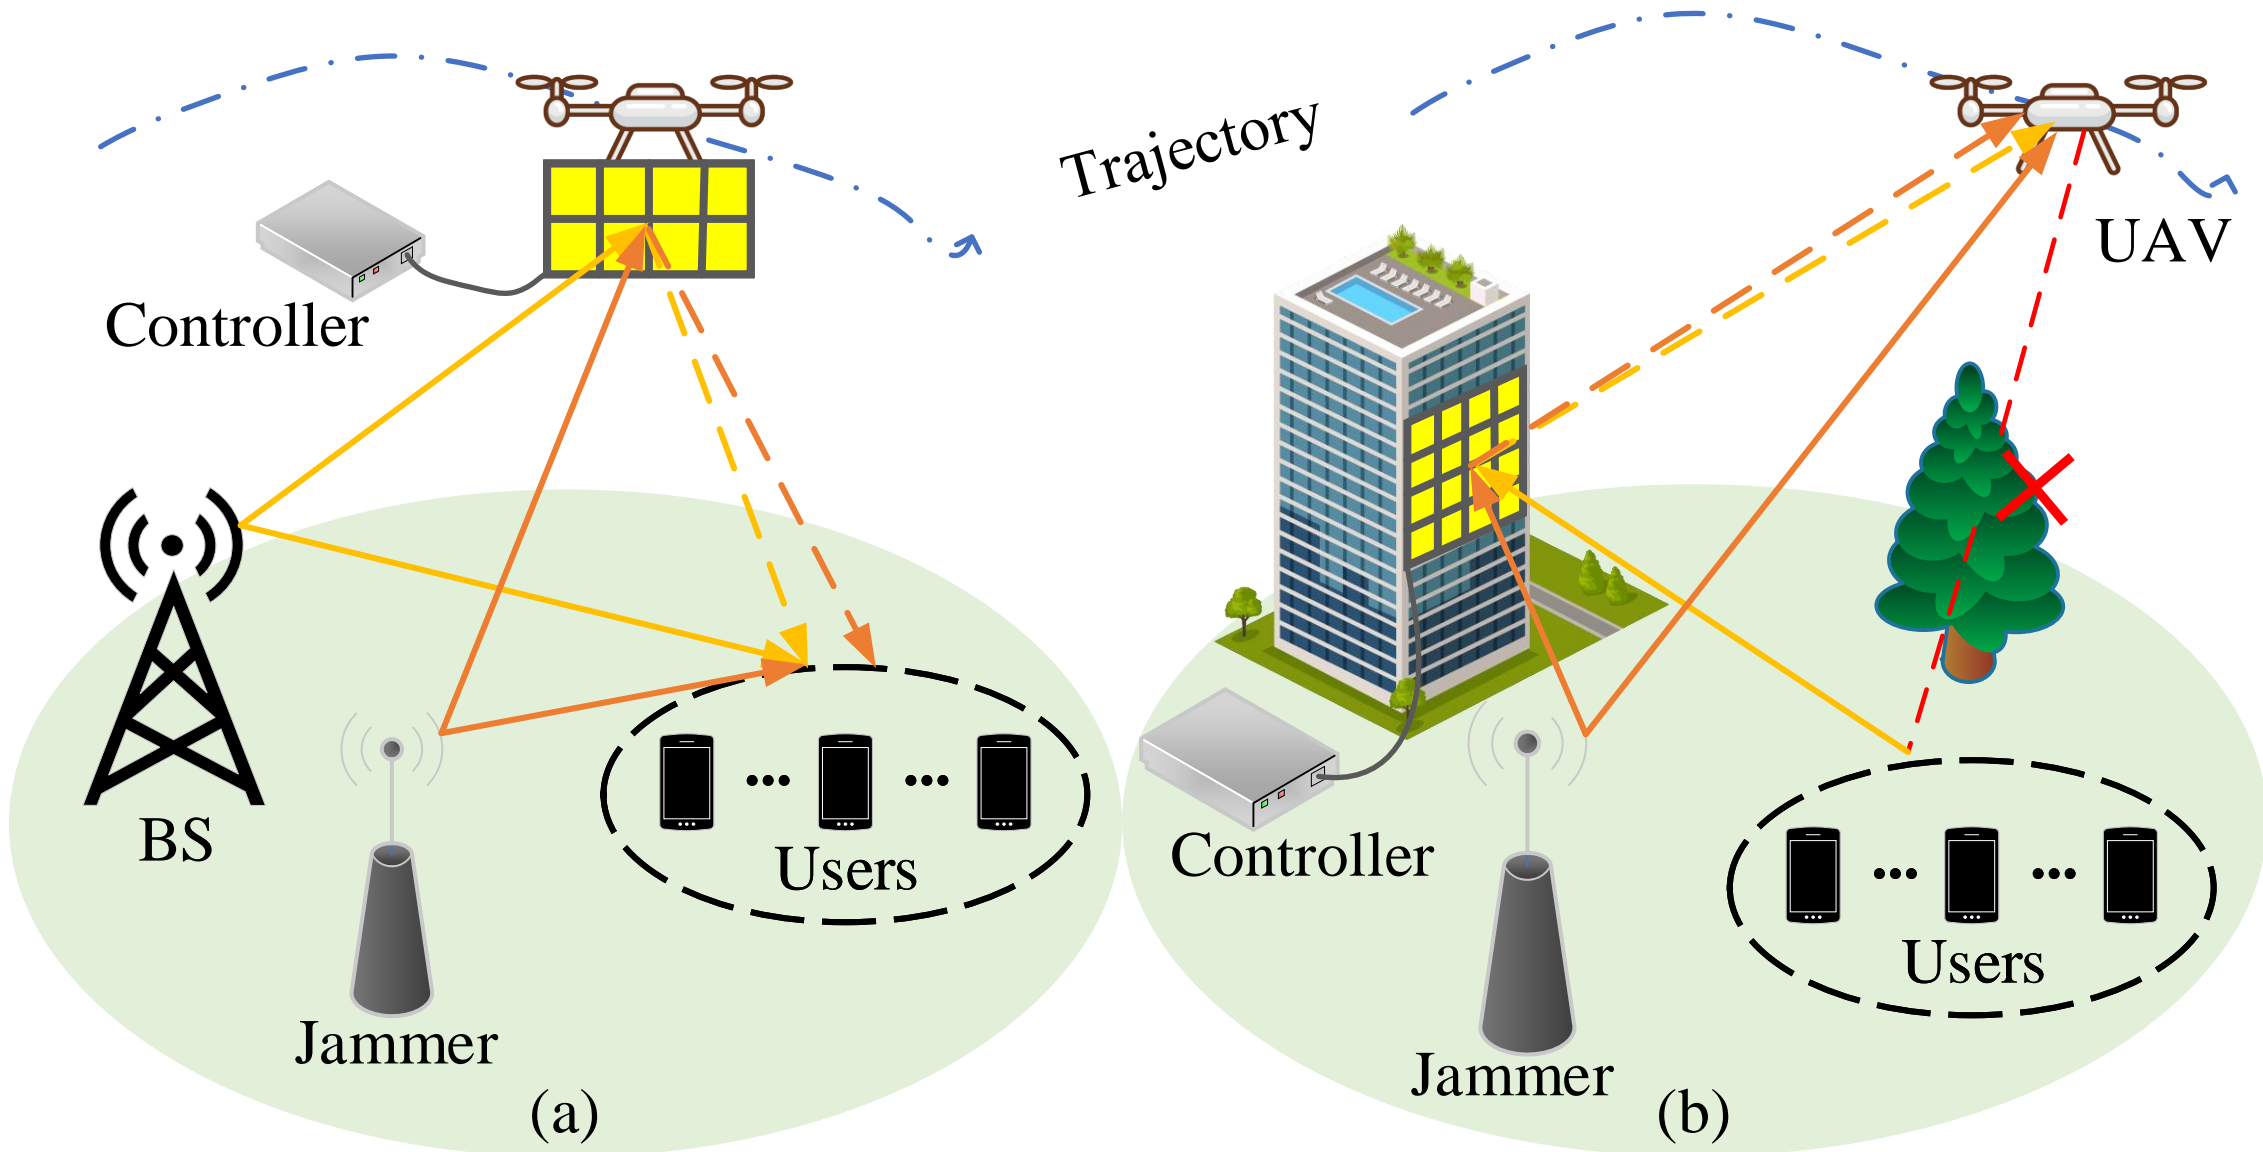 Trajectory
UAV
Controller
BS
Users
Jammer
(a)
Controller
Users
Jammer
(b)